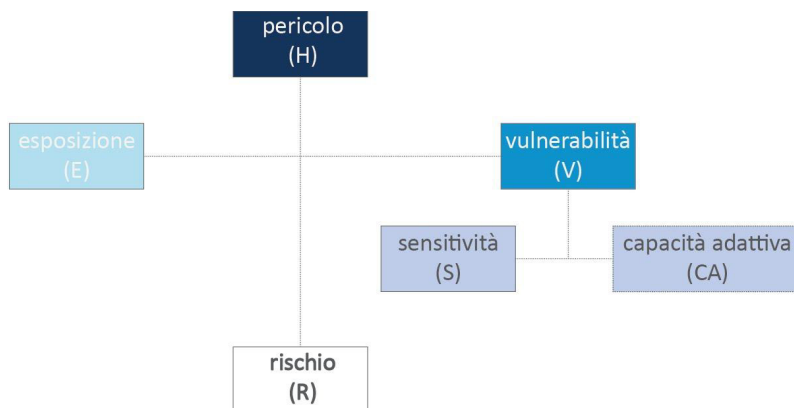 pericolo
(H)
esposizione
(E)
vulnerabilità
(V)
sensitività
(S)
capacità adattiva
(CA)
rischio
(R)